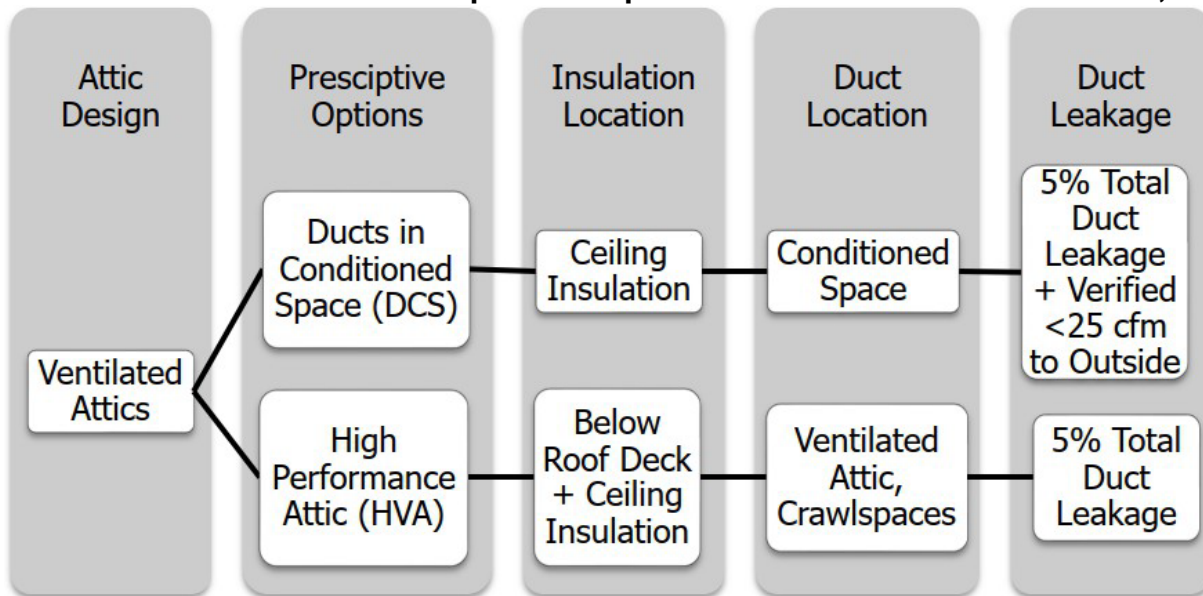 Attic
Design
Presciptive
Options
Insulation
Location
Duct
Location
Duct
Leakage
Ventilated
Attics
Ducts in
Conditioned
Space (DCS)
Ceiling
Insulation
Conditioned
Space
5% Total
Duct
Leakage
+ Verified
<25 cfm
to Outside
High
Performance
Attic (HVA)
Below
Roof Deck
+ Ceiling
Insulation
Ventilated
Attic,
Crawlspaces
5% Total
Duct
Leakage